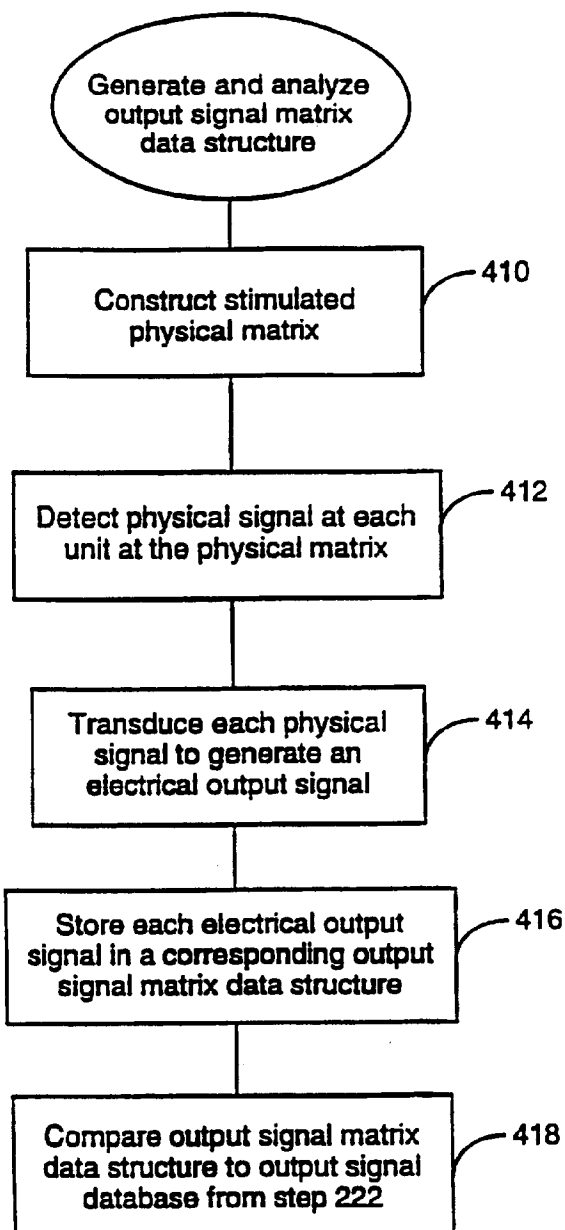 Generate and analyze
output signal matrix
data structure
410
Construct stimulated
physical matrix
412
Detect physical signal at each
unit at the physical matrix
414
Transduce each physical
signal to generate an
electrical output signal
416
Store each electrical output
signal in a corresponding output
signal matrix data structure
418
Compare output signal matrix
data structure to output signal
database from step 222